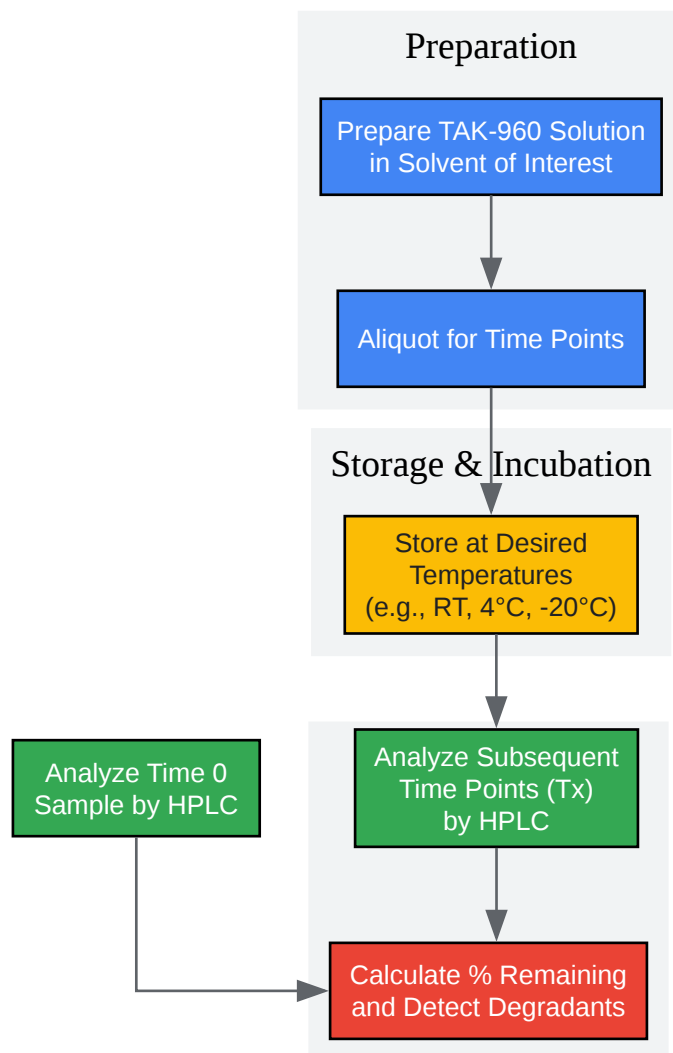 Preparation
Prepare TAK-960 Solution
in Solvent of Interest
Aliquot for Time Points
Storage & Incubation
Store at Desired
Temperatures
(e.g., RT, 4°C, -20°C)
Analyze Time 0
Sample by HPLC
Analyze Subsequent
Time Points (Tx)
by HPLC
Calculate % Remaining
and Detect Degradants